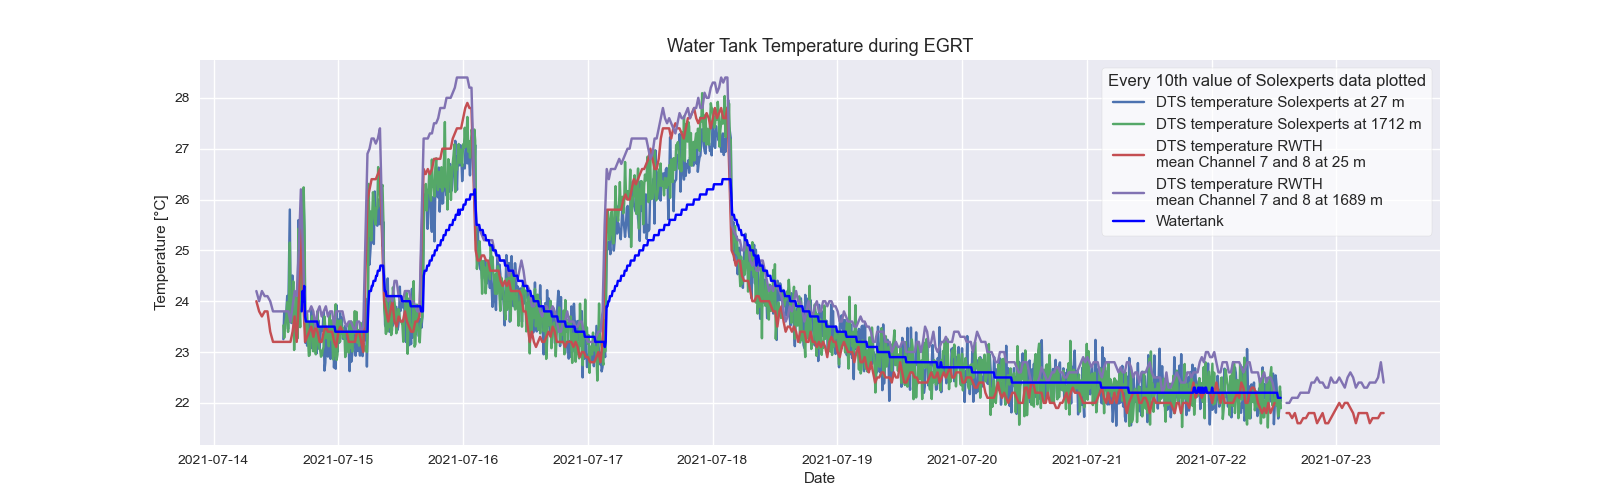 Water Tank Temperature during EGRT
Temperature [°C]
28
27
26
25
24
23
22
Every 10th value of Solexperts data plotted
DTS temperature Solexperts at 27 m
DTS temperature Solexperts at 1712 m
DTS temperature RWTH
mean Channel 7 and 8 at 25 m
DTS temperature RWTH
mean Channel 7 and 8 at 1689 m
Watertank
2021-07-14
2021-07-15
2021-07-16
2021-07-17
2021-07-18
2021-07-19
2021-07-20
2021-07-21
2021-07-22
2021-07-23
Date